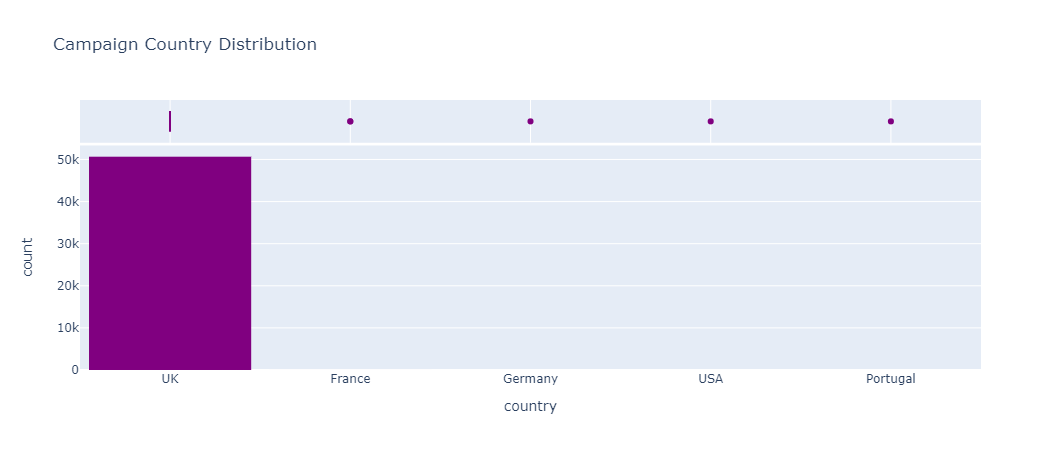 Campaign Country Distribution
50k
40k
30k
20k
10k
0
count
UK France Germany USA Portugal
country